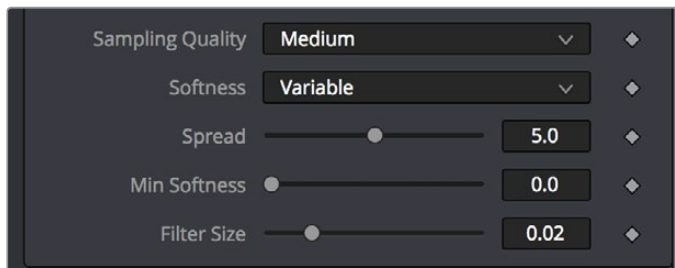 Sampling Quality Medium
Softness Variable
Spread 5.0
Min Softness 0.0
Filter Size 0.02